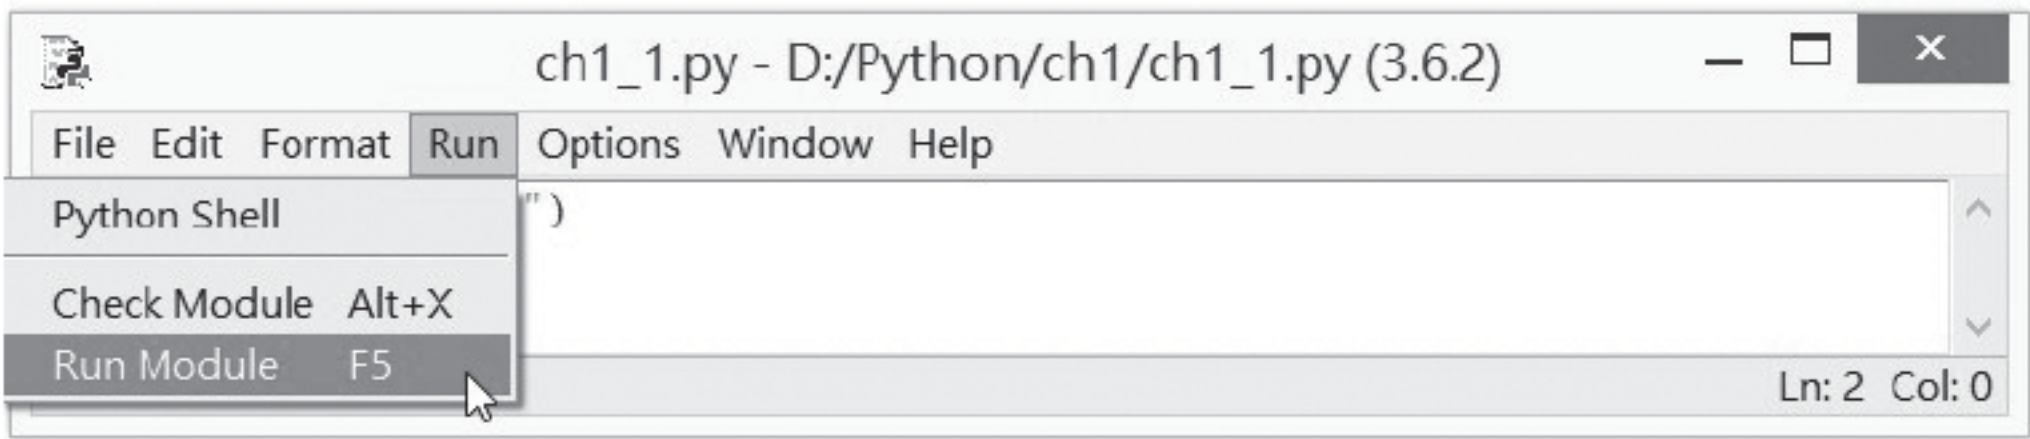 ch1_1.py - D:/Python/ch1/ch1_1.py (3.6.2)
File Edit Format Run Options Window Help
Python Shell
")
Check Module Alt+X
Run Module F5
Ln: 2 Col: 0